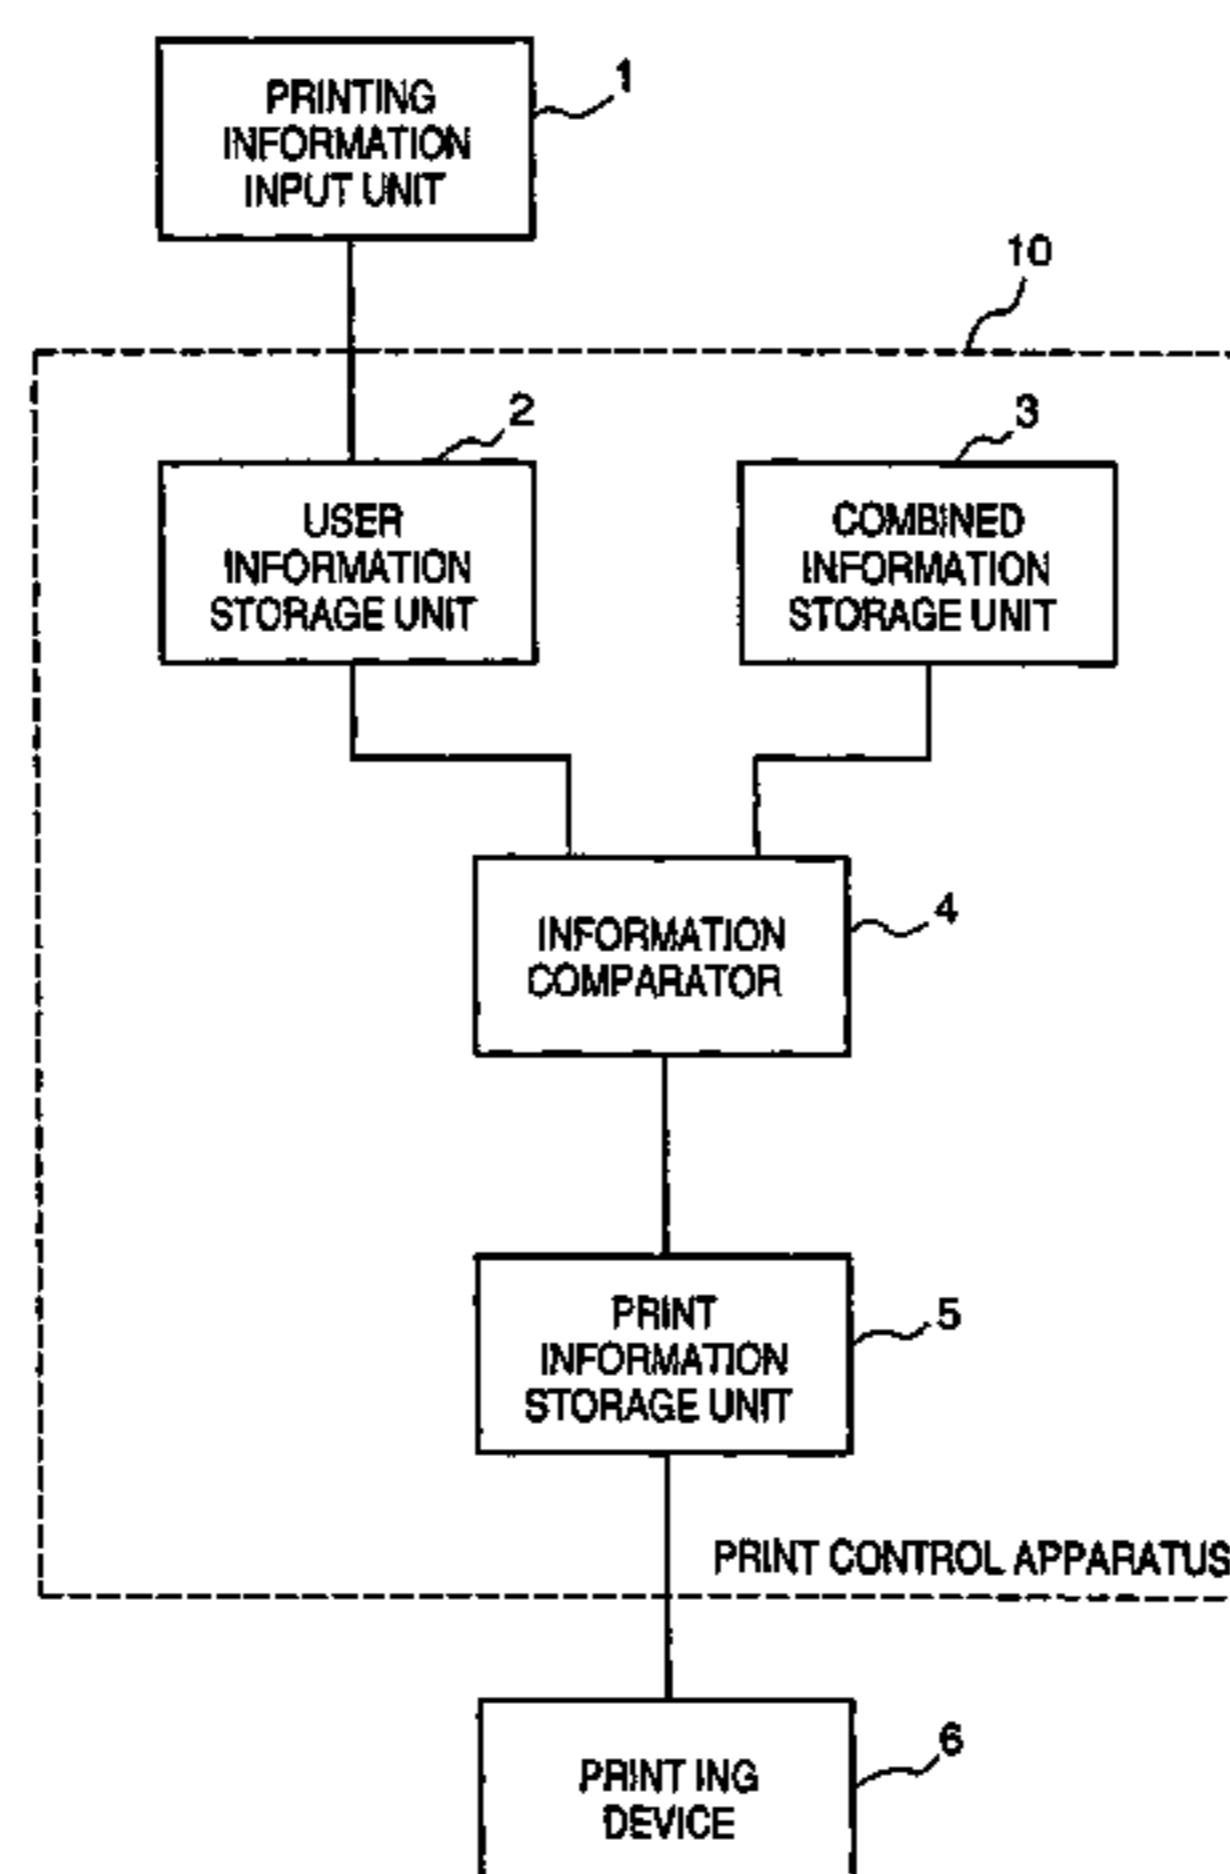 PRINTING
INFORMATION
INPUT UNIT
1
10
2
USER
INFORMATION
STORAGE UNIT
3
COMBINED
INFORMATION
STORAGE UNIT
INFORMATION
COMPARATOR
4
PRINT
INFORMATION
STORAGE UNIT
5
PRINT CONTROL APPARATUS
PRINT ING
DEVICE
6